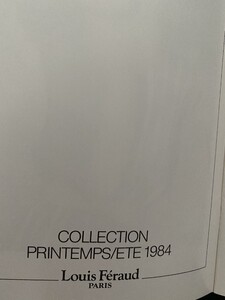 COLLECTION
PRINTEMPS/ETE 1984
Louis Féraud
PARIS